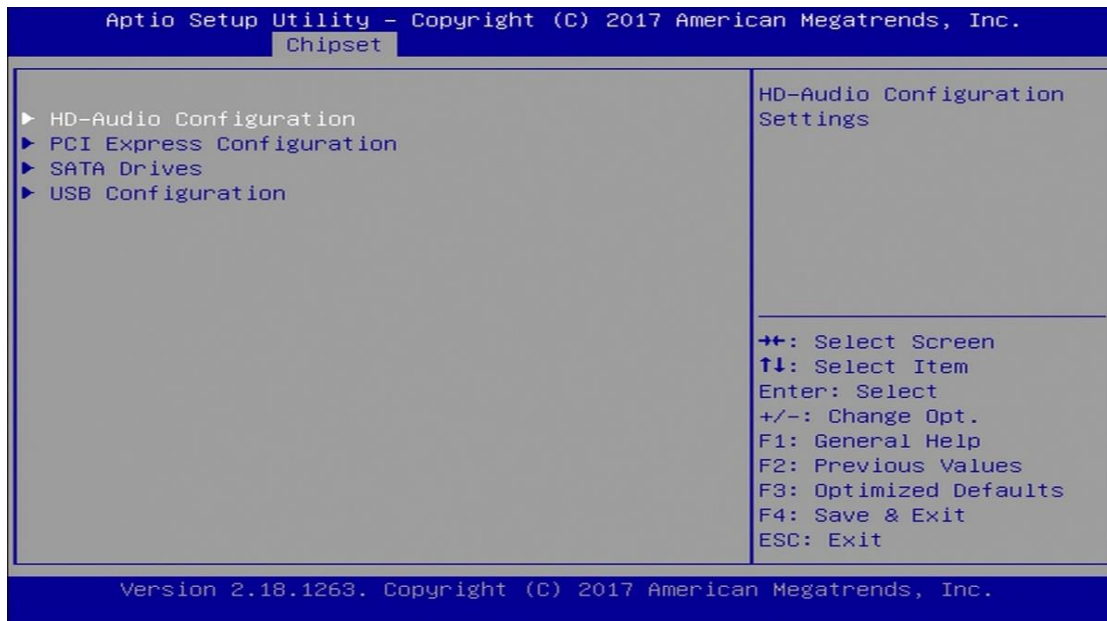 Aptio Setup Utility – Copyright (C) 2017 American Megatrends, Inc.
Chipset
► HD-Audio Configuration
► PCI Express Configuration
► SATA Drives
► USB Configuration
HD-Audio Configuration
Settings
→←: Select Screen
↑↓: Select Item
Enter: Select
+/-: Change Opt.
F1: General Help
F2: Previous Values
F3: Optimized Defaults
F4: Save & Exit
ESC: Exit
Version 2.18.1263. Copyright (C) 2017 American Megatrends, Inc.